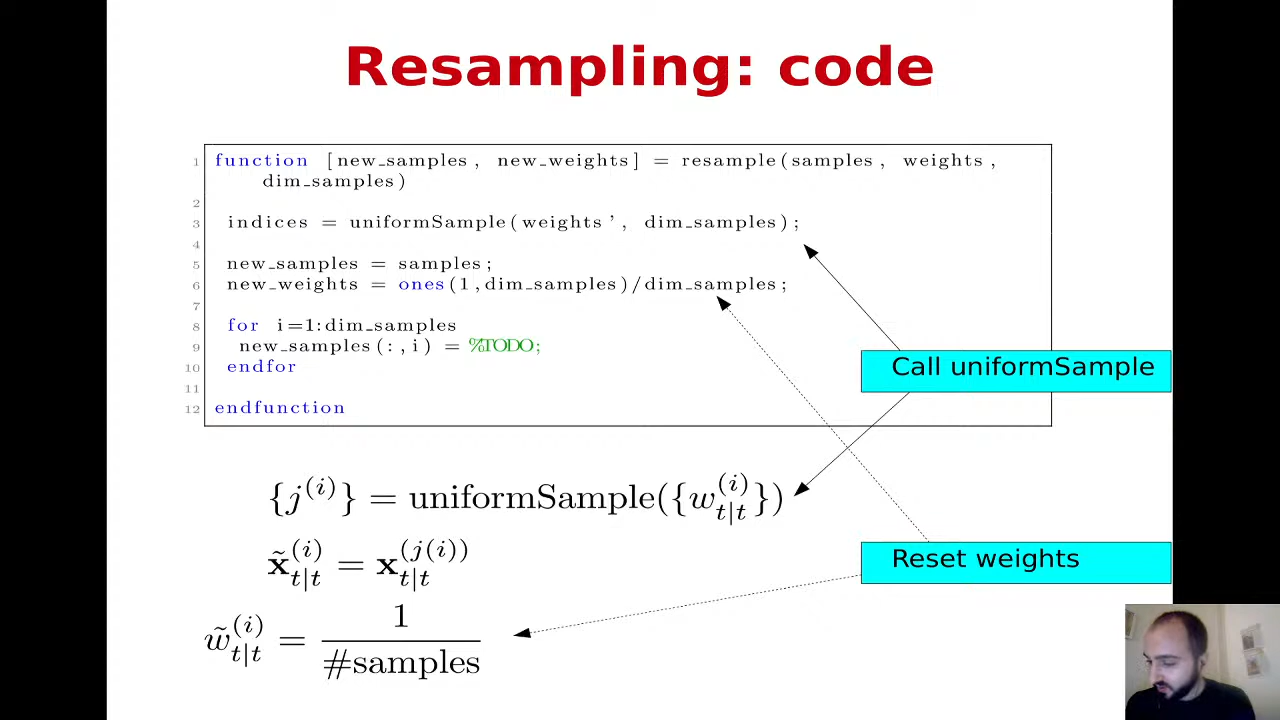 Resampling: code
1 function [new_samples, new_weights] = resample(samples, weights,
dim_samples)
2
3 indices = uniformSample(weights', dim_samples);
4
5 new_samples = samples;
6 new_weights = ones(1,dim_samples)/dim_samples;
7
8 for i=1:dim_samples
9 new_samples(:,i) = %TODO;
10 endfor
11
12 endfunction
Call uniformSample
{j^{(i)}} = uniformSample({w_{t|t}^{(i)}})
x̃_{t|t}^{(i)} = x_{t|t}^{(j(i))}
Reset weights
w̃_{t|t}^{(i)} = 1 / #samples